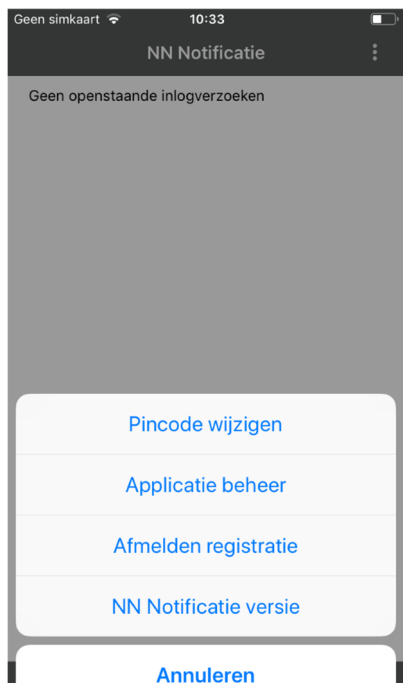 Geen simkaart 10:33
NN Notificatie
Geen openstaande inlogverzoeken
Pincode wijzigen
Applicatie beheer
Afmelden registratie
NN Notificatie versie
Annuleren